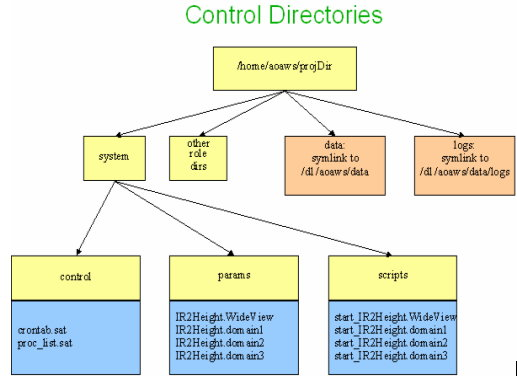 Control Directories
/home/aoaws/projDir
system
other
role
dirs
data:
symlink to
/d1/aoaws/data
logs:
symlink to
/d1/aoaws/data/logs
control
crontab.sat
proc_list.sat
params
IR2Height.WideView
IR2Height.domain1
IR2Height.domain2
IR2Height.domain3
scripts
start_IR2Height.WideView
start_IR2Height.domain1
start_IR2Height.domain2
start_IR2Height.domain3